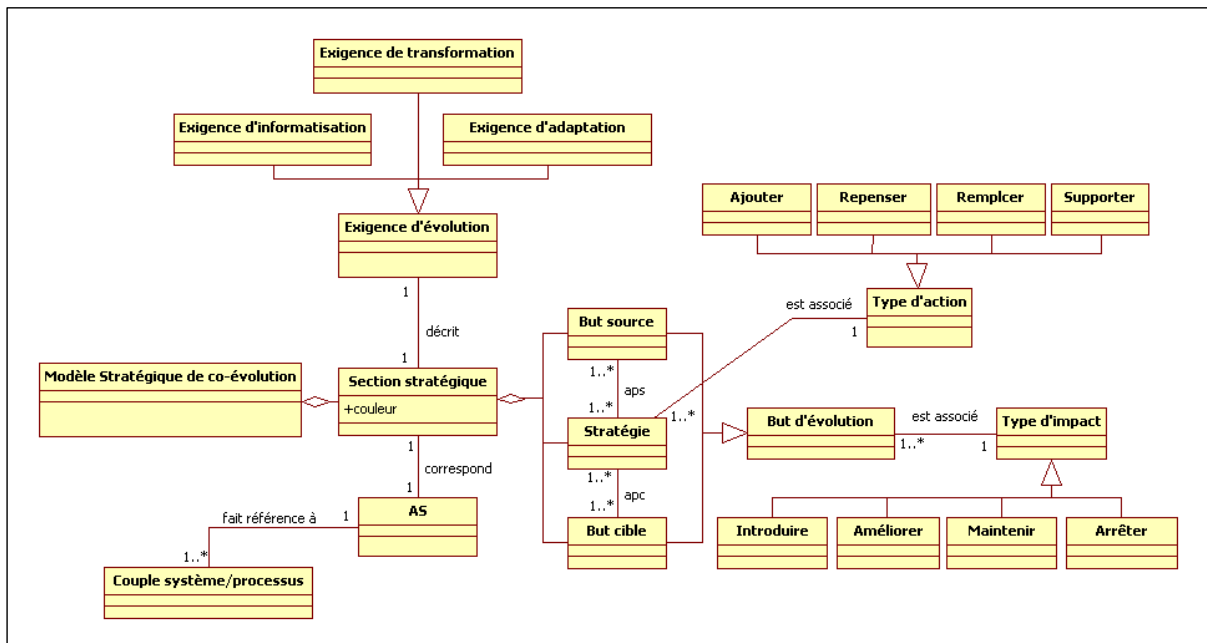 Exigence de transformation
Exigence d'informatisation
Exigence d'adaptation
Exigence d'évolution
1
décrit
1
Modèle Stratégique de co-évolution
Section stratégique
+couleur
1
correspond
1
AS
1
fait référence à
1..*
Couple système/processus
But source
1..*
aps
1..*
Stratégie
1..*
1..*
apc
1..*
But cible
Ajouter
Repenser
Remplcer
Supporter
Type d'action
est associé
1
But d'évolution
est associé
1..*
1
Type d'impact
Introduire
Améliorer
Maintenir
Arrêter